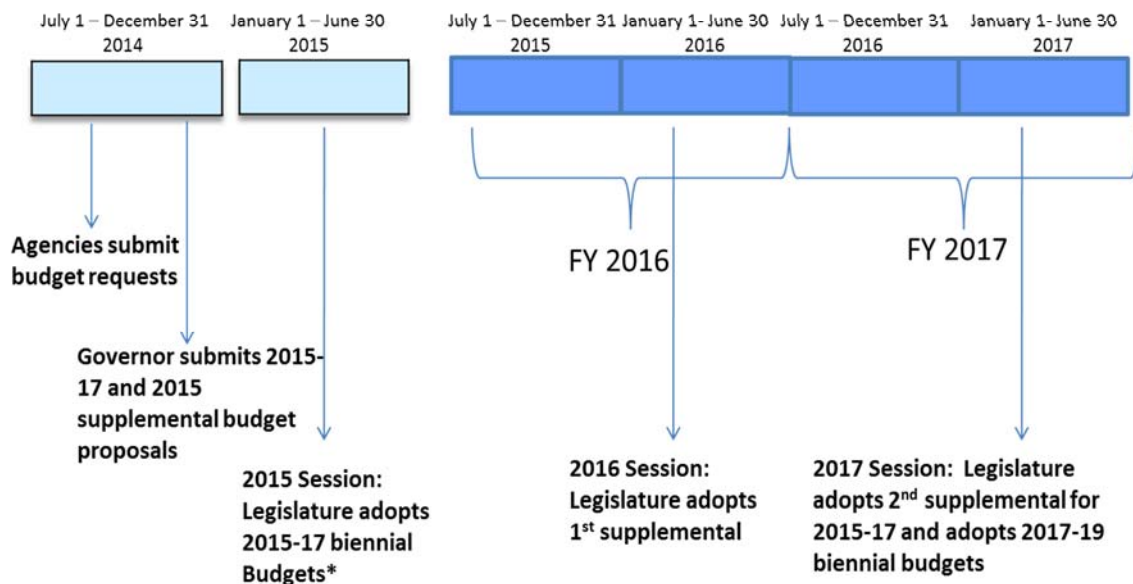 July 1 – December 31
2014
January 1 – June 30
2015
July 1 – December 31
2015
January 1- June 30
2016
July 1 – December 31
2016
January 1- June 30
2017
Agencies submit
budget requests
Governor submits 2015-
17 and 2015
supplemental budget
proposals
2015 Session:
Legislature adopts
2015-17 biennial
Budgets*
FY 2016
2016 Session:
Legislature adopts
1st supplemental
FY 2017
2017 Session: Legislature
adopts 2nd supplemental for
2015-17 and adopts 2017-19
biennial budgets